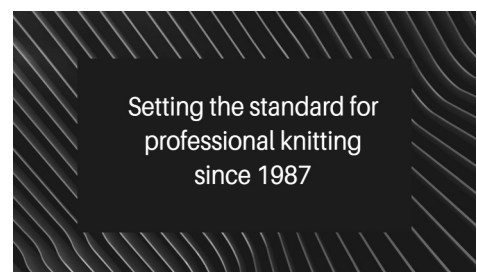 Setting the standard for
professional knitting
since 1987